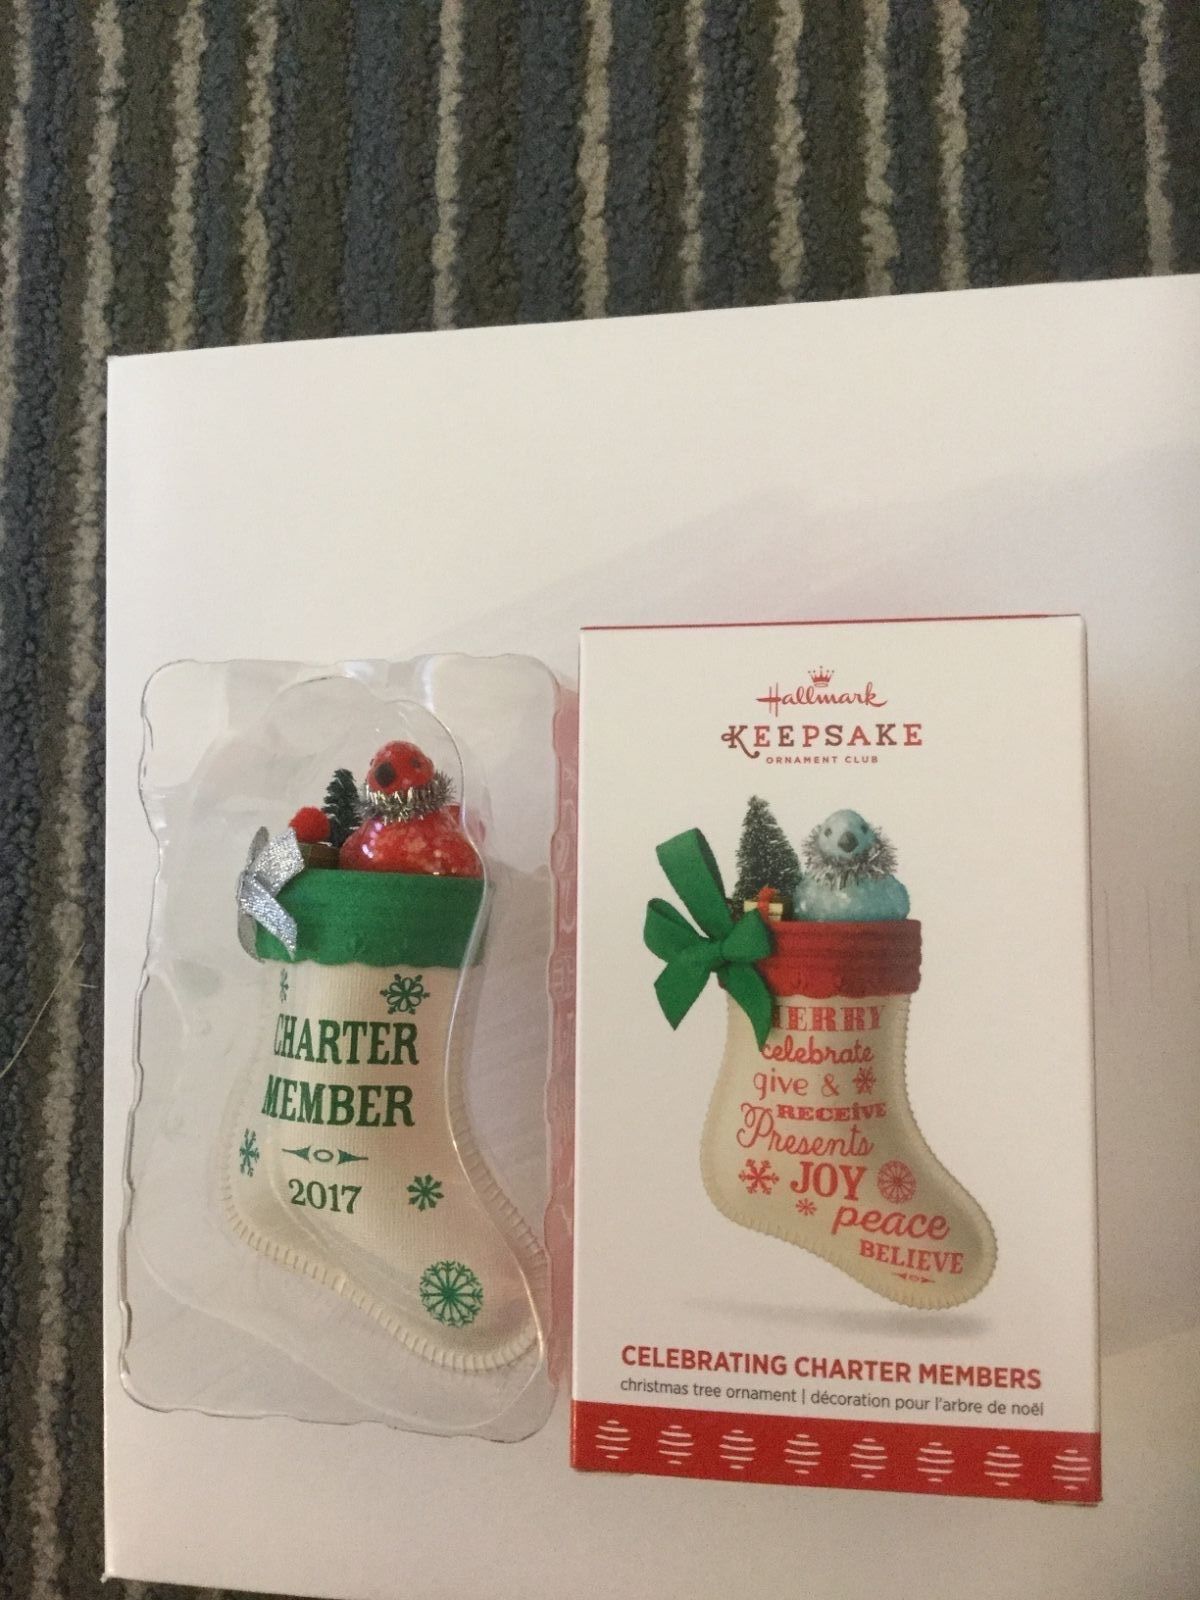 CHARTER
MEMBER
2017
Hallmark
KEEPSAKE
ORNAMENT CLUB
MERRY
celebrate
give &
RECEIVE
Presents
JOY
peace
BELIEVE
CELEBRATING CHARTER MEMBERS
christmas tree ornament | décoration pour l'arbre de noël